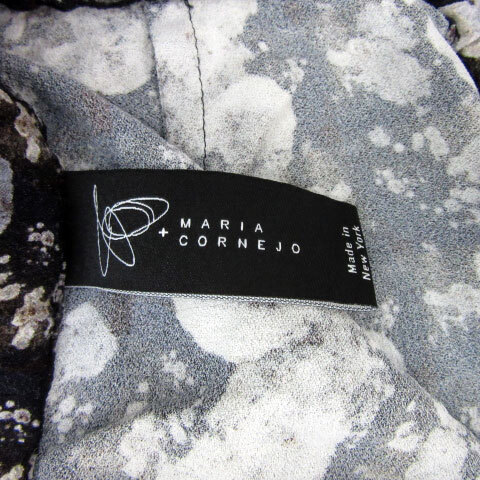 + MARIA
CORNEJO
Made in
New York